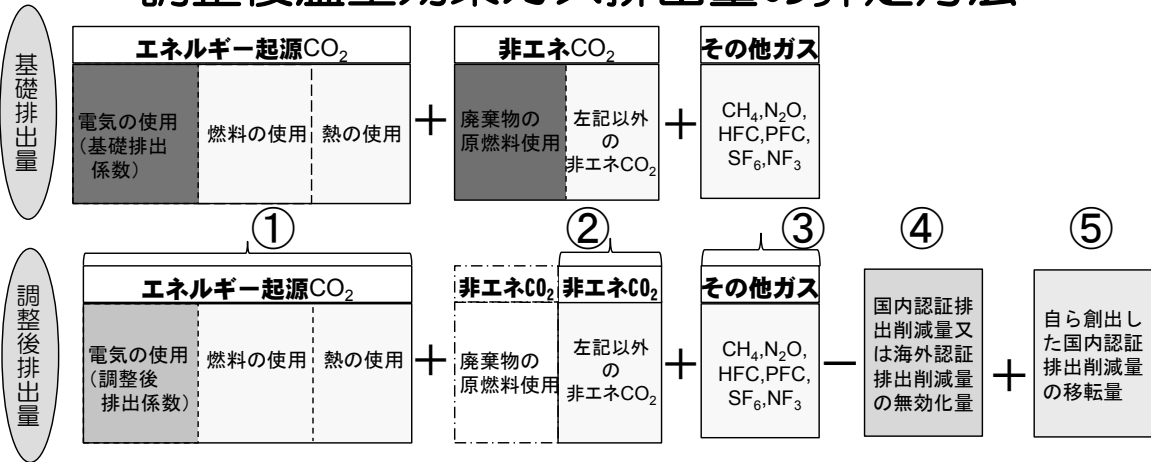 調整後温室効果ガス排出量の算定方法
基礎排出量
エネルギー起源CO₂
非エネCO₂
その他ガス
電気の使用
(基礎排出
係数)
燃料の使用
熱の使用
+
廃棄物の
原燃料使用
左記以外
の
非エネCO₂
+
CH₄,N₂O,
HFC,PFC,
SF₆,NF₃
①
②
③
④
⑤
調整後排出量
エネルギー起源CO₂
非エネCO₂
非エネCO₂
その他ガス
電気の使用
(調整後
排出係数)
燃料の使用
熱の使用
+
廃棄物の
原燃料使用
左記以外
の
非エネCO₂
+
CH₄,N₂O,
HFC,PFC,
SF₆,NF₃
−
国内認証排
出削減量又
は海外認証
排出削減量
の無効化量
+
自ら創出し
た国内認証
排出削減量
の移転量